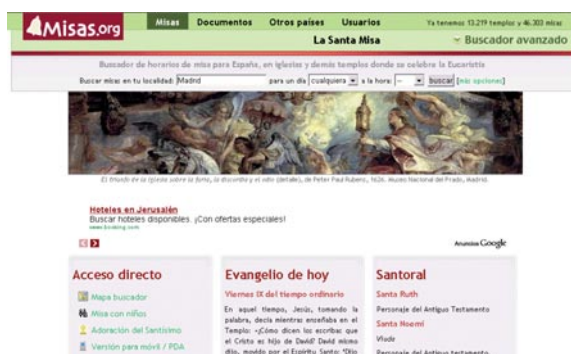 Misas.org
Misas Documentos Otros países Usuarios
Ya tenemos 13.219 templos y 46.303 misas
La Santa Misa
Buscador avanzado
Buscador de horarios de misa para España, en iglesias y demás templos donde se celebra la Eucaristía
Buscar misas en tu localidad: Madrid para un día cualquiera a la hora: -- buscar [más opciones]
El triunfo de la Iglesia sobre la furia, la discordia y el odio (detalle), de Peter Paul Rubens, 1628. Museo Nacional del Prado, Madrid.
Hoteles en Jerusalén
Buscar hoteles disponibles. ¡Con ofertas especiales!
www.booking.com
Anuncios Google
Acceso directo
Mapa buscador
Misa con niños
Adoración del Santísimo
Versión para móvil / PDA
Evangelio de hoy
Viernes IX del tiempo ordinario
En aquel tiempo, Jesús, tomando la
palabra, decía mientras enseñaba en el
Templo: «¿Cómo dicen los escribas que
el Cristo es hijo de David? David mismo
dijo, movido por el Espíritu Santo: "Dijo
Santoral
Santa Ruth
Personaje del Antiguo Testamento
Santa Noemí
Viuda
Personaje del Antiguo testamento